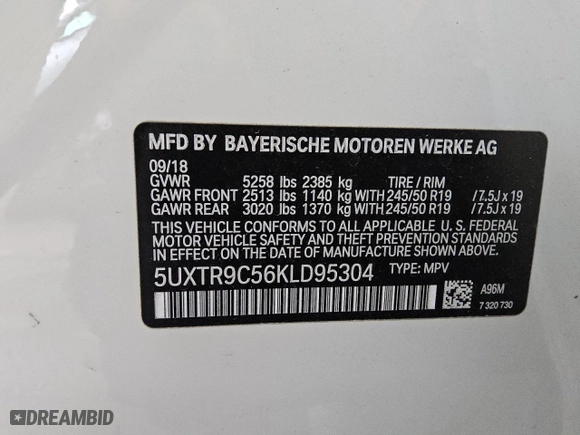 MFD BY BAYERISCHE MOTOREN WERKE AG
09/18
GVWR 5258 lbs 2385 kg TIRE / RIM
GAWR FRONT 2513 lbs 1140 kg WITH 245/50 R19 / 7.5J x 19
GAWR REAR 3020 lbs 1370 kg WITH 245/50 R19 / 7.5J x 19
THIS VEHICLE CONFORMS TO ALL APPLICABLE U. S. FEDERAL
MOTOR VEHICLE SAFETY, BUMPER, AND THEFT PREVENTION
STANDARDS IN EFFECT ON THE DATE OF MANUFACTURE SHOWN ABOVE.
5UXTR9C56KLD95304 TYPE: MPV
A96M
7 320 730
DREAMBID